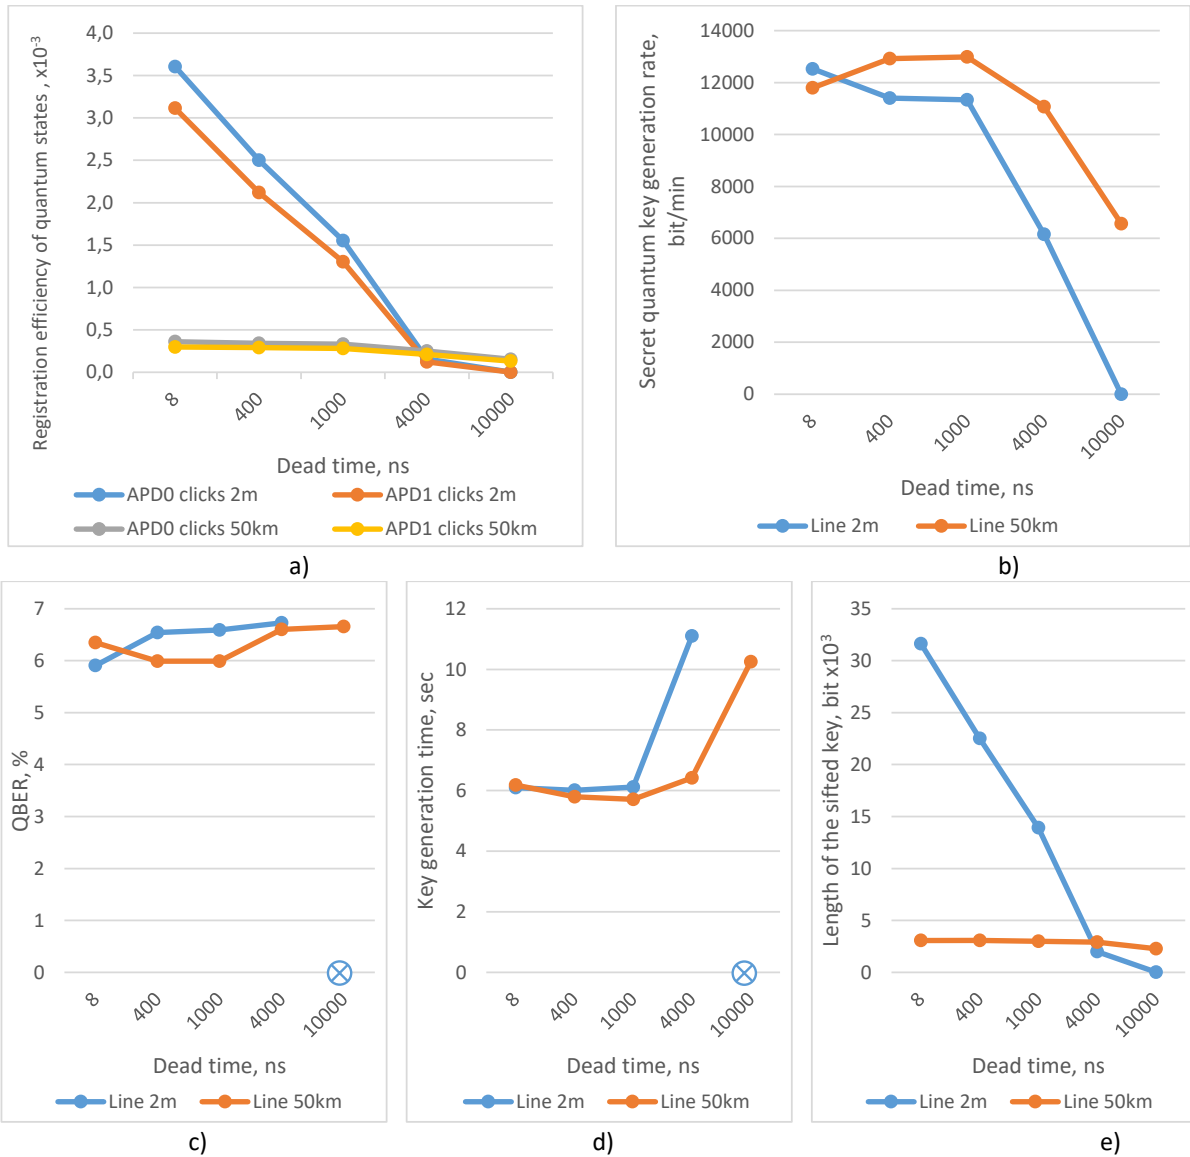 Registration efficiency of quantum states , x10⁻³
4,0
3,5
3,0
2,5
2,0
1,5
1,0
0,5
0,0
8
400
1000
4000
10000
Dead time, ns
APD0 clicks 2m
APD1 clicks 2m
APD0 clicks 50km
APD1 clicks 50km
a)
Secret quantum key generation rate,
bit/min
14000
12000
10000
8000
6000
4000
2000
0
8
400
1000
4000
10000
Dead time, ns
Line 2m
Line 50km
b)
QBER, %
7
6
5
4
3
2
1
0
8
400
1000
4000
10000
Dead time, ns
Line 2m
Line 50km
c)
Key generation time, sec
12
10
8
6
4
2
0
8
400
1000
4000
10000
Dead time, ns
Line 2m
Line 50km
d)
Length of the sifted key, bit x10³
35
30
25
20
15
10
5
0
8
400
1000
4000
10000
Dead time, ns
Line 2m
Line 50km
e)